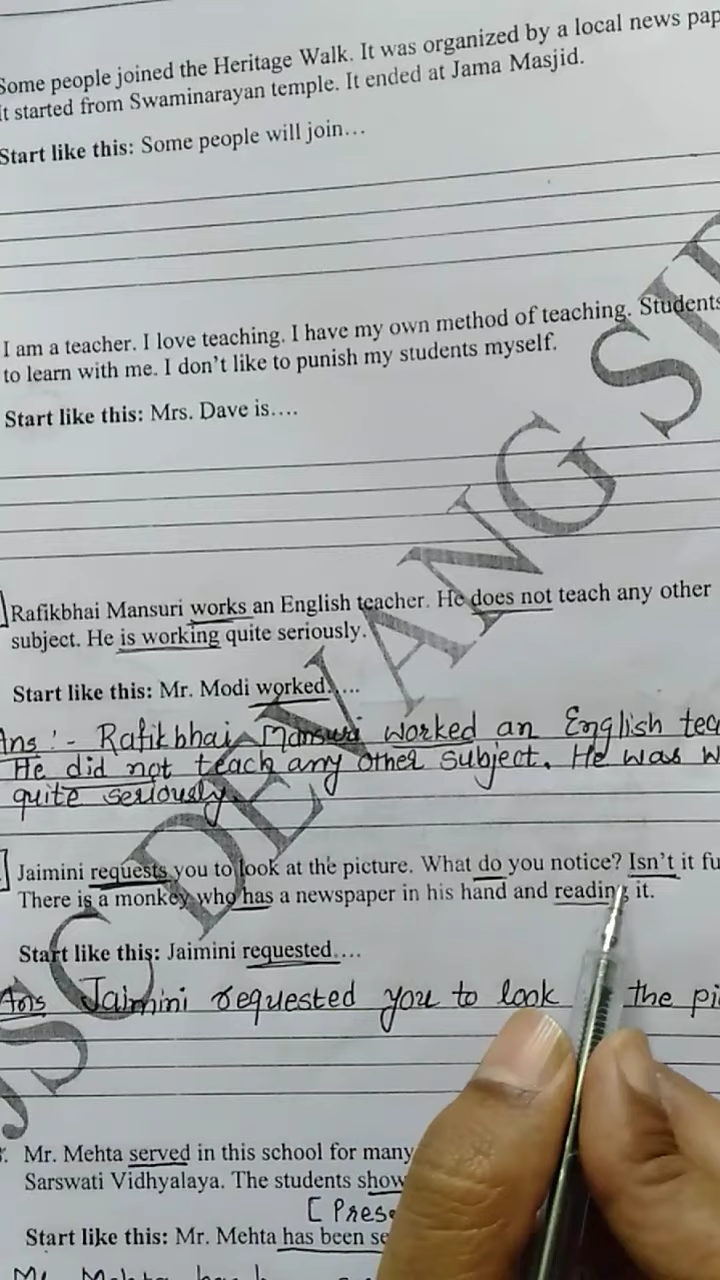 Some people joined the Heritage Walk. It was organized by a local news pap
It started from Swaminarayan temple. It ended at Jama Masjid.
Start like this: Some people will join…
I am a teacher. I love teaching. I have my own method of teaching. Students
to learn with me. I don't like to punish my students myself.
Start like this: Mrs. Dave is….
Rafikbhai Mansuri works an English teacher. He does not teach any other
subject. He is working quite seriously.
Start like this: Mr. Modi worked.….
Ans :- Rafikbhai Mansuri worked an English teac
He did not teach any other subject. He was w
quite seriously.
Jaimini requests you to look at the picture. What do you notice? Isn't it fu
There is a monkey who has a newspaper in his hand and reading it.
Start like this: Jaimini requested….
Ans Jaimini requested you to look the pi
Mr. Mehta served in this school for many
Sarswati Vidhyalaya. The students show
[ Prese
Start like this: Mr. Mehta has been se
Mr. Mehta
DEVANG SIR